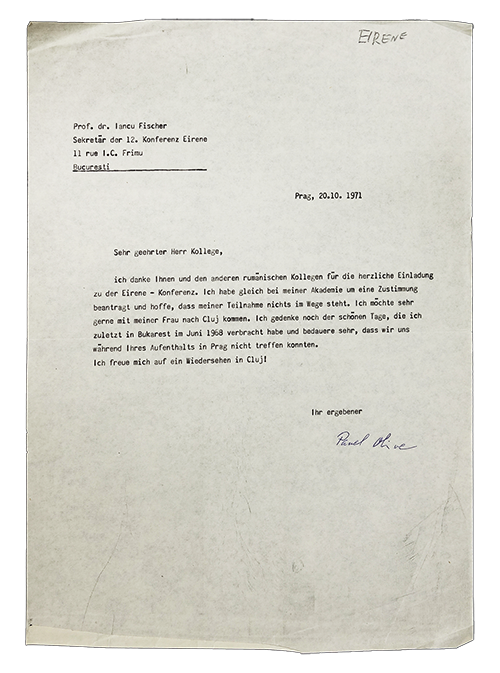 EIRENE
Prof. dr. Iancu Fischer
Sekretär der 12. Konferenz Eirene
11 rue I.C. Frimu
Bucuresti
Prag, 20.10. 1971
Sehr geehrter Herr Kollege,
ich danke Ihnen und den anderen rumänischen Kollegen für die herzliche Einladung
zu der Eirene - Konferenz. Ich habe gleich bei meiner Akademie um eine Zustimmung
beantragt und hoffe, dass meiner Teilnahme nichts im Wege steht. Ich möchte sehr
gerne mit meiner Frau nach Cluj kommen. Ich gedenke noch der schönen Tage, die ich
zuletzt in Bukarest im Juni 1968 verbracht habe und bedauere sehr, dass wir uns
während Ihres Aufenthalts in Prag nicht treffen konnten.
Ich freue mich auf ein Wiedersehen in Cluj!
Ihr ergebener
Pavel Oliva